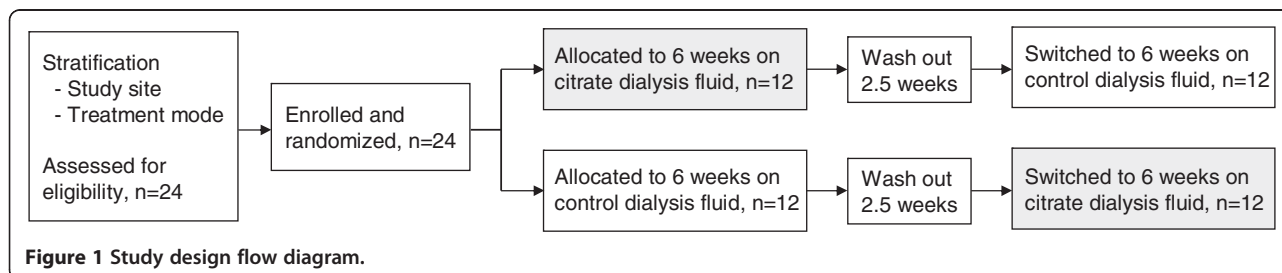 Stratification
- Study site
- Treatment mode
Assessed for
eligibility, n=24
Enrolled and
randomized, n=24
Allocated to 6 weeks on
citrate dialysis fluid, n=12
Wash out
2.5 weeks
Switched to 6 weeks on
control dialysis fluid, n=12
Allocated to 6 weeks on
control dialysis fluid, n=12
Wash out
2.5 weeks
Switched to 6 weeks on
citrate dialysis fluid, n=12
Figure 1 Study design flow diagram.